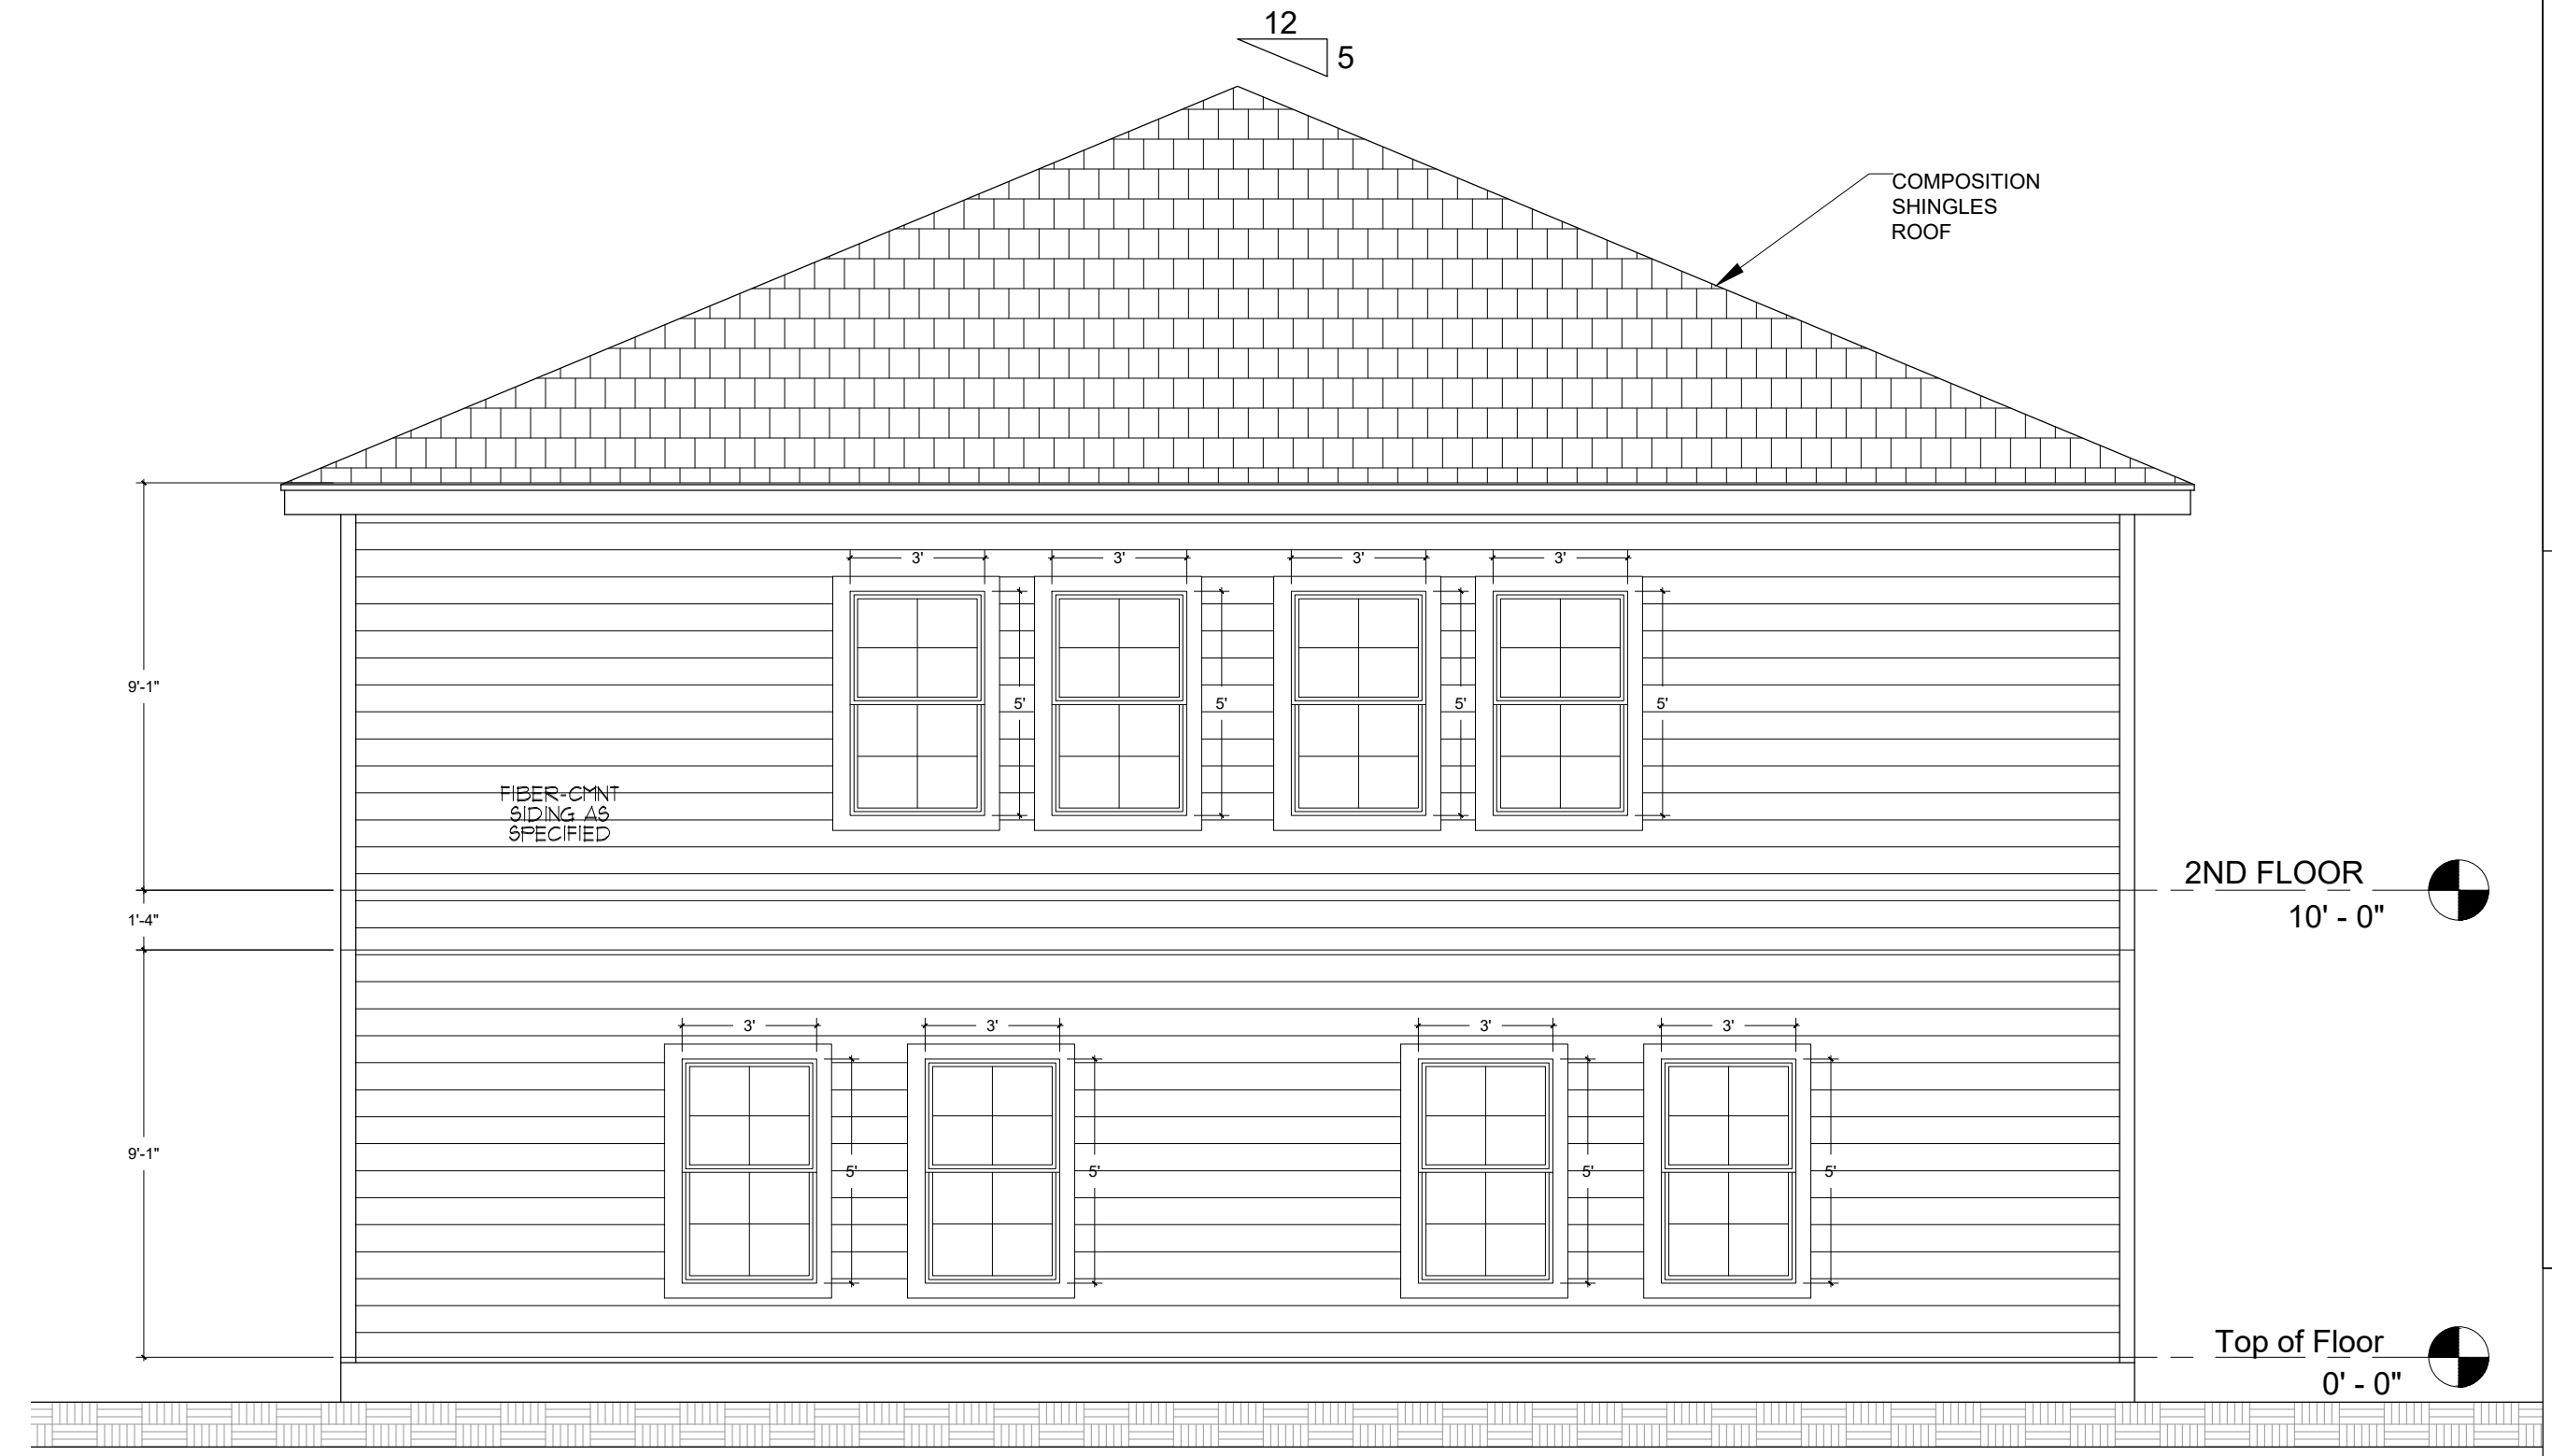 12
5
COMPOSITION
SHINGLES
ROOF
3' 3' 3' 3'
9'-1"
5' 5' 5' 5'
FIBER-CMNT
SIDING AS
SPECIFIED
2ND FLOOR
10' - 0"
1'-4"
3' 3' 3' 3'
9'-1"
5' 5' 5' 5'
Top of Floor
0' - 0"